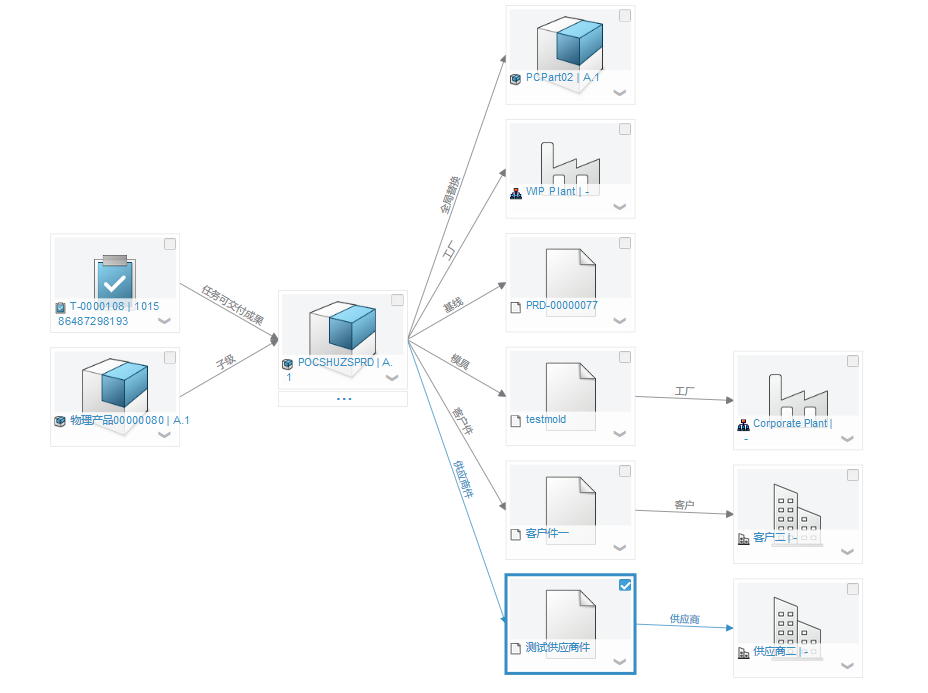 T-0000108 | 1015
86487298193
物理产品00000080 | A.1
任务可交付成果
子级
POCSHUZSPRD | A.
1
...
全局替换
工厂
基线
模具
客户件
供应商件
PCPart02 | A.1
WIP Plant | -
PRD-00000077
testmold
客户件一
测试供应商件
工厂
客户
供应商
Corporate Plant |
-
客户二 | -
供应商二 | -